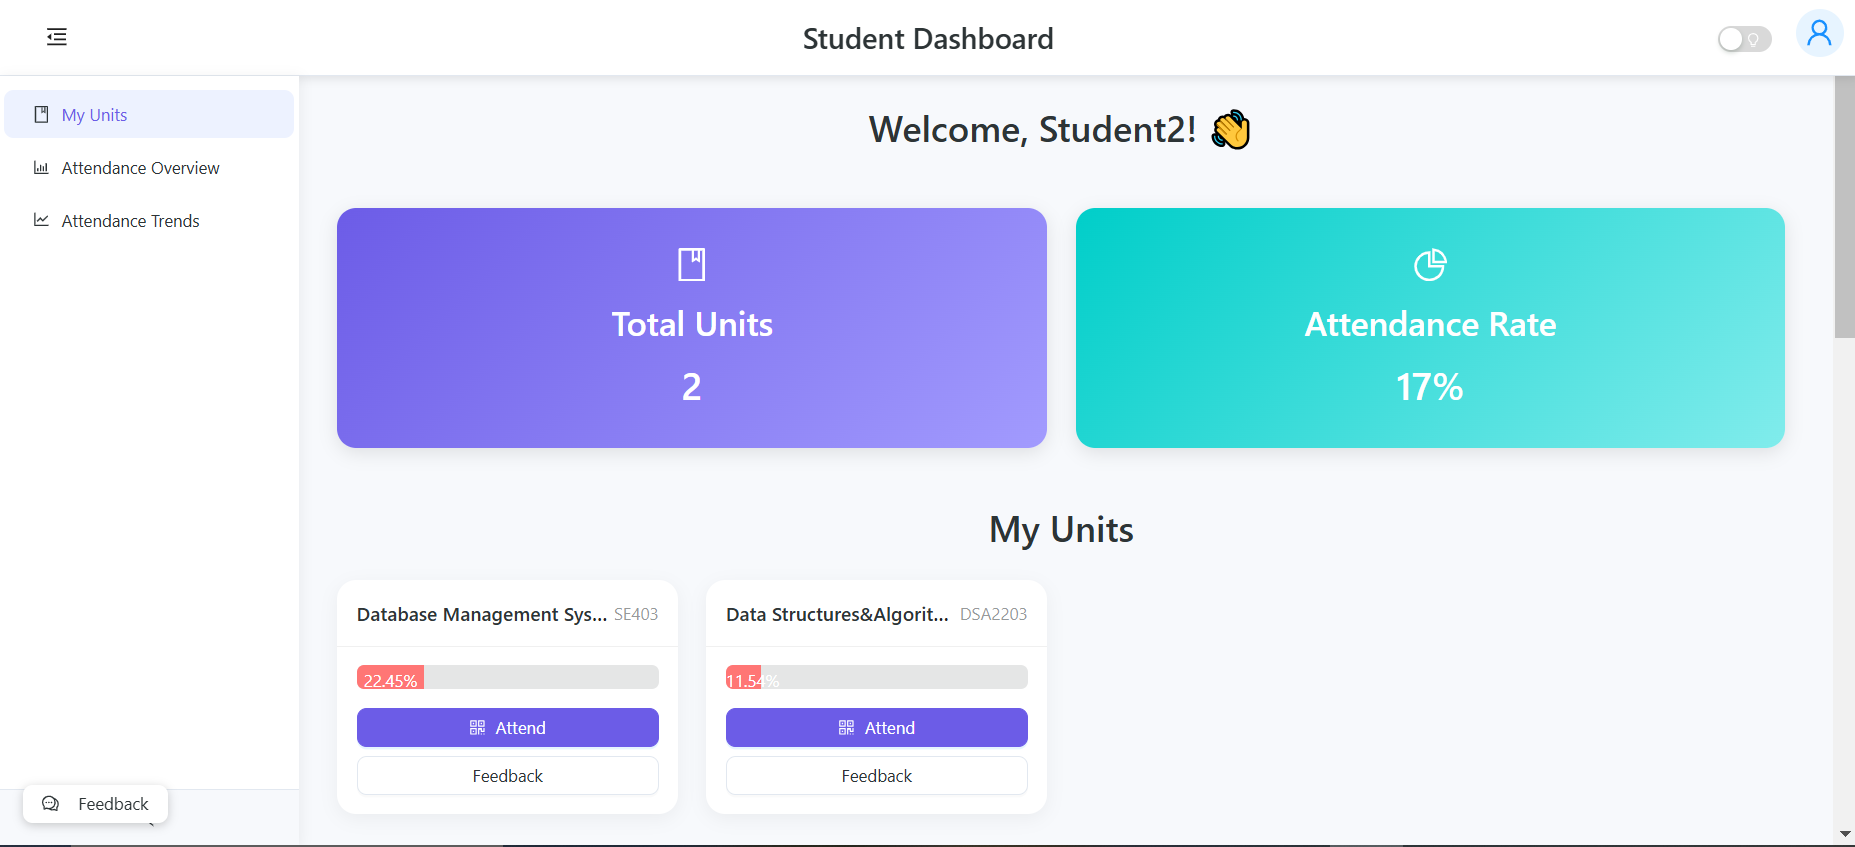 Student Dashboard
My Units
Attendance Overview
Attendance Trends
Welcome, Student2! 👋
Total Units
2
Attendance Rate
17%
My Units
Database Management Sys... SE403
22.45%
Attend
Feedback
Data Structures&Algorit... DSA2203
11.54%
Attend
Feedback
Feedback